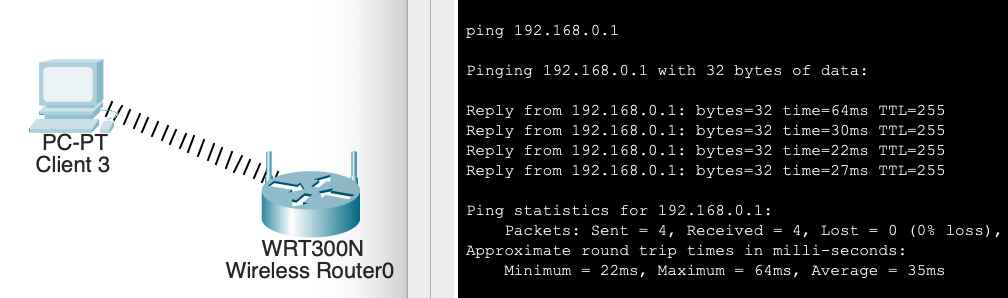 PC-PT
Client 3
WRT300N
Wireless Router0
ping 192.168.0.1
Pinging 192.168.0.1 with 32 bytes of data:
Reply from 192.168.0.1: bytes=32 time=64ms TTL=255
Reply from 192.168.0.1: bytes=32 time=30ms TTL=255
Reply from 192.168.0.1: bytes=32 time=22ms TTL=255
Reply from 192.168.0.1: bytes=32 time=27ms TTL=255
Ping statistics for 192.168.0.1:
Packets: Sent = 4, Received = 4, Lost = 0 (0% loss),
Approximate round trip times in milli-seconds:
Minimum = 22ms, Maximum = 64ms, Average = 35ms